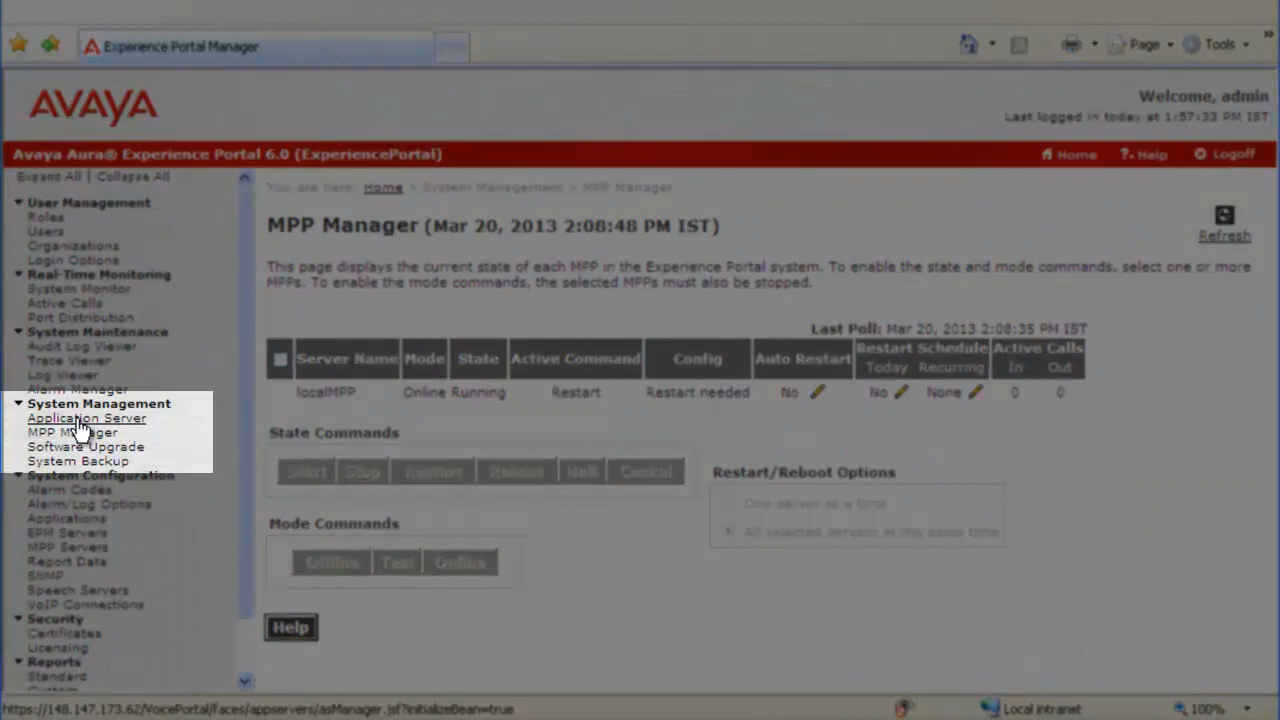 Experience Portal Manager
Page
Tools
AVAYA
Welcome, admin
Last logged in today at 1:57:33 PM IST
Avaya Aura® Experience Portal 6.0 (ExperiencePortal)
Home
?. Help
Logoff
Expand All | Collapse All
User Management
Roles
Users
Organizations
Login Options
Real-Time Monitoring
System Monitor
Active Calls
Port Distribution
System Maintenance
Audit Log Viewer
Trace Viewer
Log Viewer
Alarm Manager
System Management
Application Server
MPP Manager
Software Upgrade
System Backup
System Configuration
Alarm Codes
Alarm/Log Options
Applications
EPM Servers
MPP Servers
Report Data
SNMP
Speech Servers
VoIP Connections
Security
Certificates
Licensing
Reports
Standard
Custom
You are here: Home > System Management > MPP Manager
MPP Manager (Mar 20, 2013 2:08:48 PM IST)
Refresh
This page displays the current state of each MPP in the Experience Portal system. To enable the state and mode commands, select one or more
MPPs. To enable the mode commands, the selected MPPs must also be stopped.
Last Poll: Mar 20, 2013 2:08:35 PM IST
Server Name Mode State Active Command Config Auto Restart Restart Schedule Active Calls
Today Recurring In Out
localMPP Online Running Restart Restart needed No No None 0 0
State Commands
Start Stop Restart Reboot Halt Cancel
Restart/Reboot Options
One server at a time
All selected servers at the same time
Mode Commands
Offline Test Online
Help
https://148.147.173.62/VoicePortal/faces/appservers/asManager.jsf?initializeBean=true
Local intranet
100%